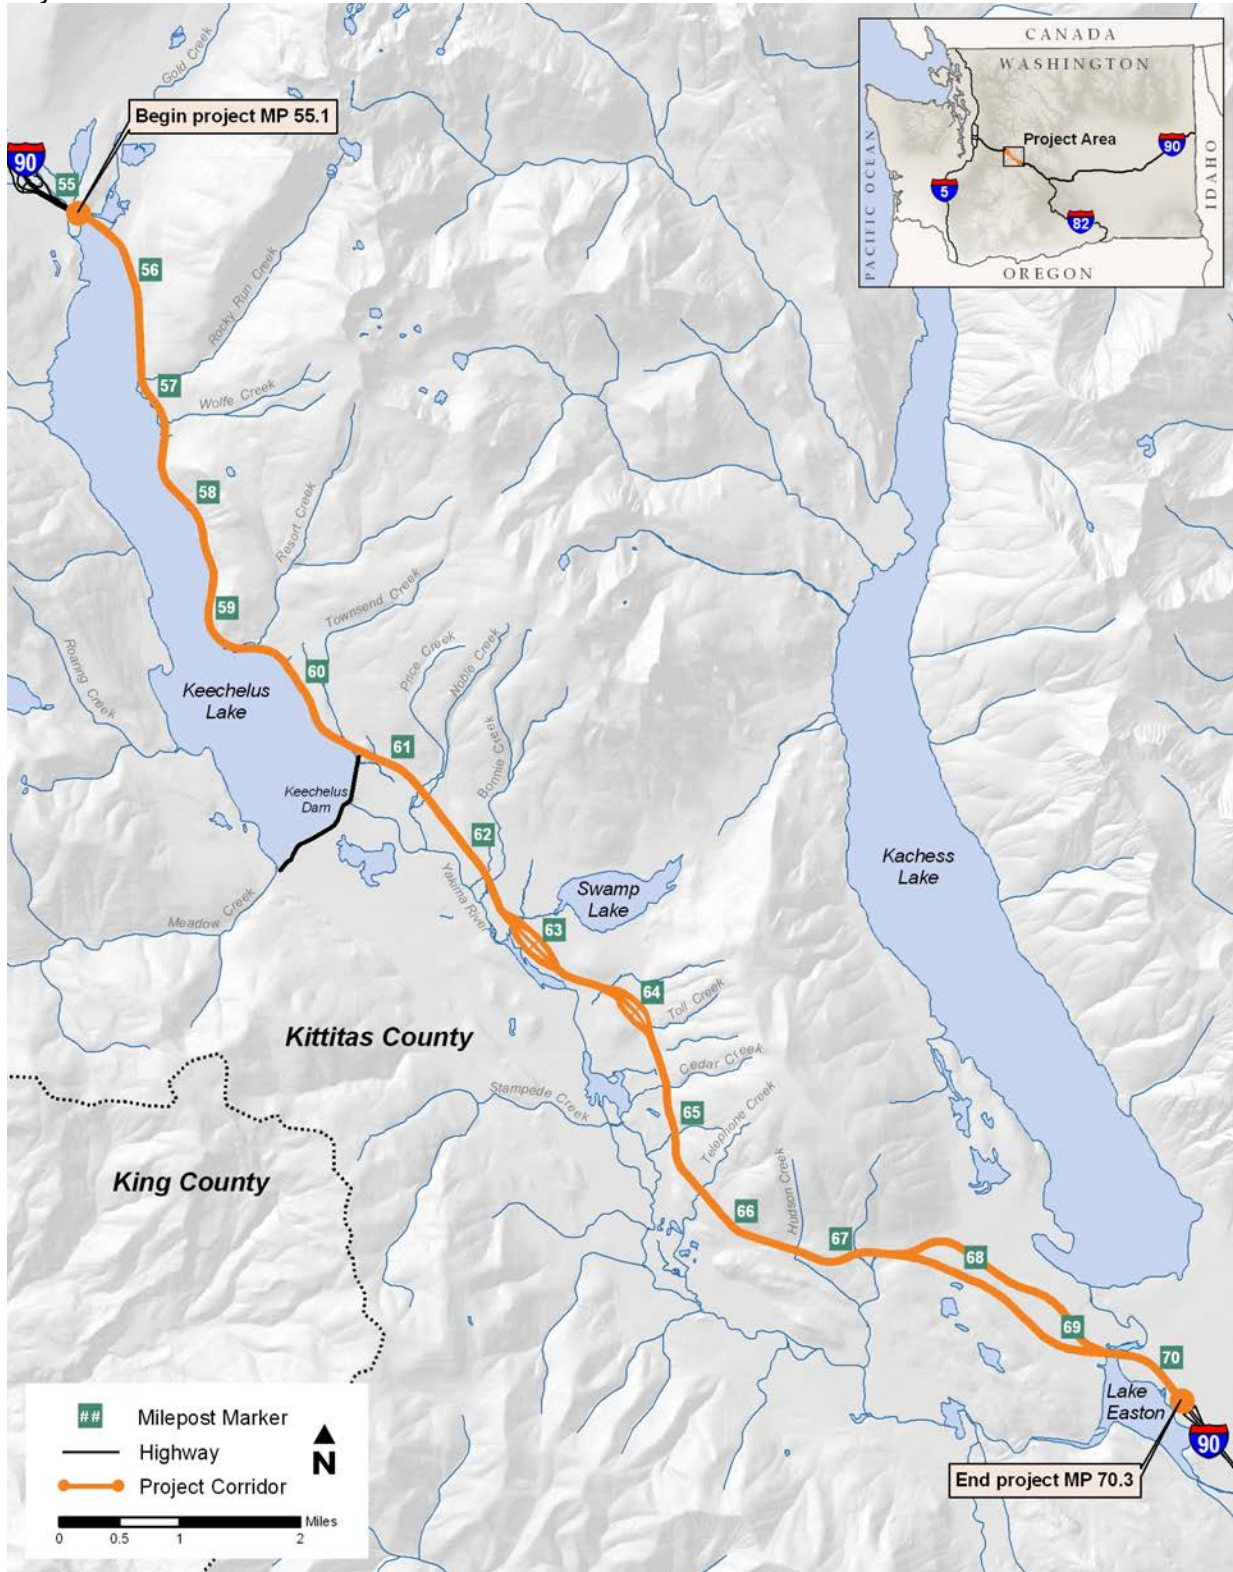 Gold Creek
Begin project MP 55.1
90
55
56
Rocky Run Creek
57
Wolfe Creek
58
Resort Creek
59
Townsend Creek
Roaring Creek
60
Price Creek
Noble Creek
Keechelus
Lake
61
Bonnie Creek
Keechelus
Dam
62
Yakima River
Meadow Creek
Swamp
Lake
63
Kachess
Lake
64
Toll Creek
Kittitas County
Cedar Creek
Stampede Creek
65
Telephone Creek
King County
Hudson Creek
66
67
68
69
70
Lake
Easton
90
End project MP 70.3
CANADA
WASHINGTON
Project Area
90
5
82
PACIFIC OCEAN
IDAHO
OREGON
## Milepost Marker
Highway
N
Project Corridor
Miles
0 0.5 1 2